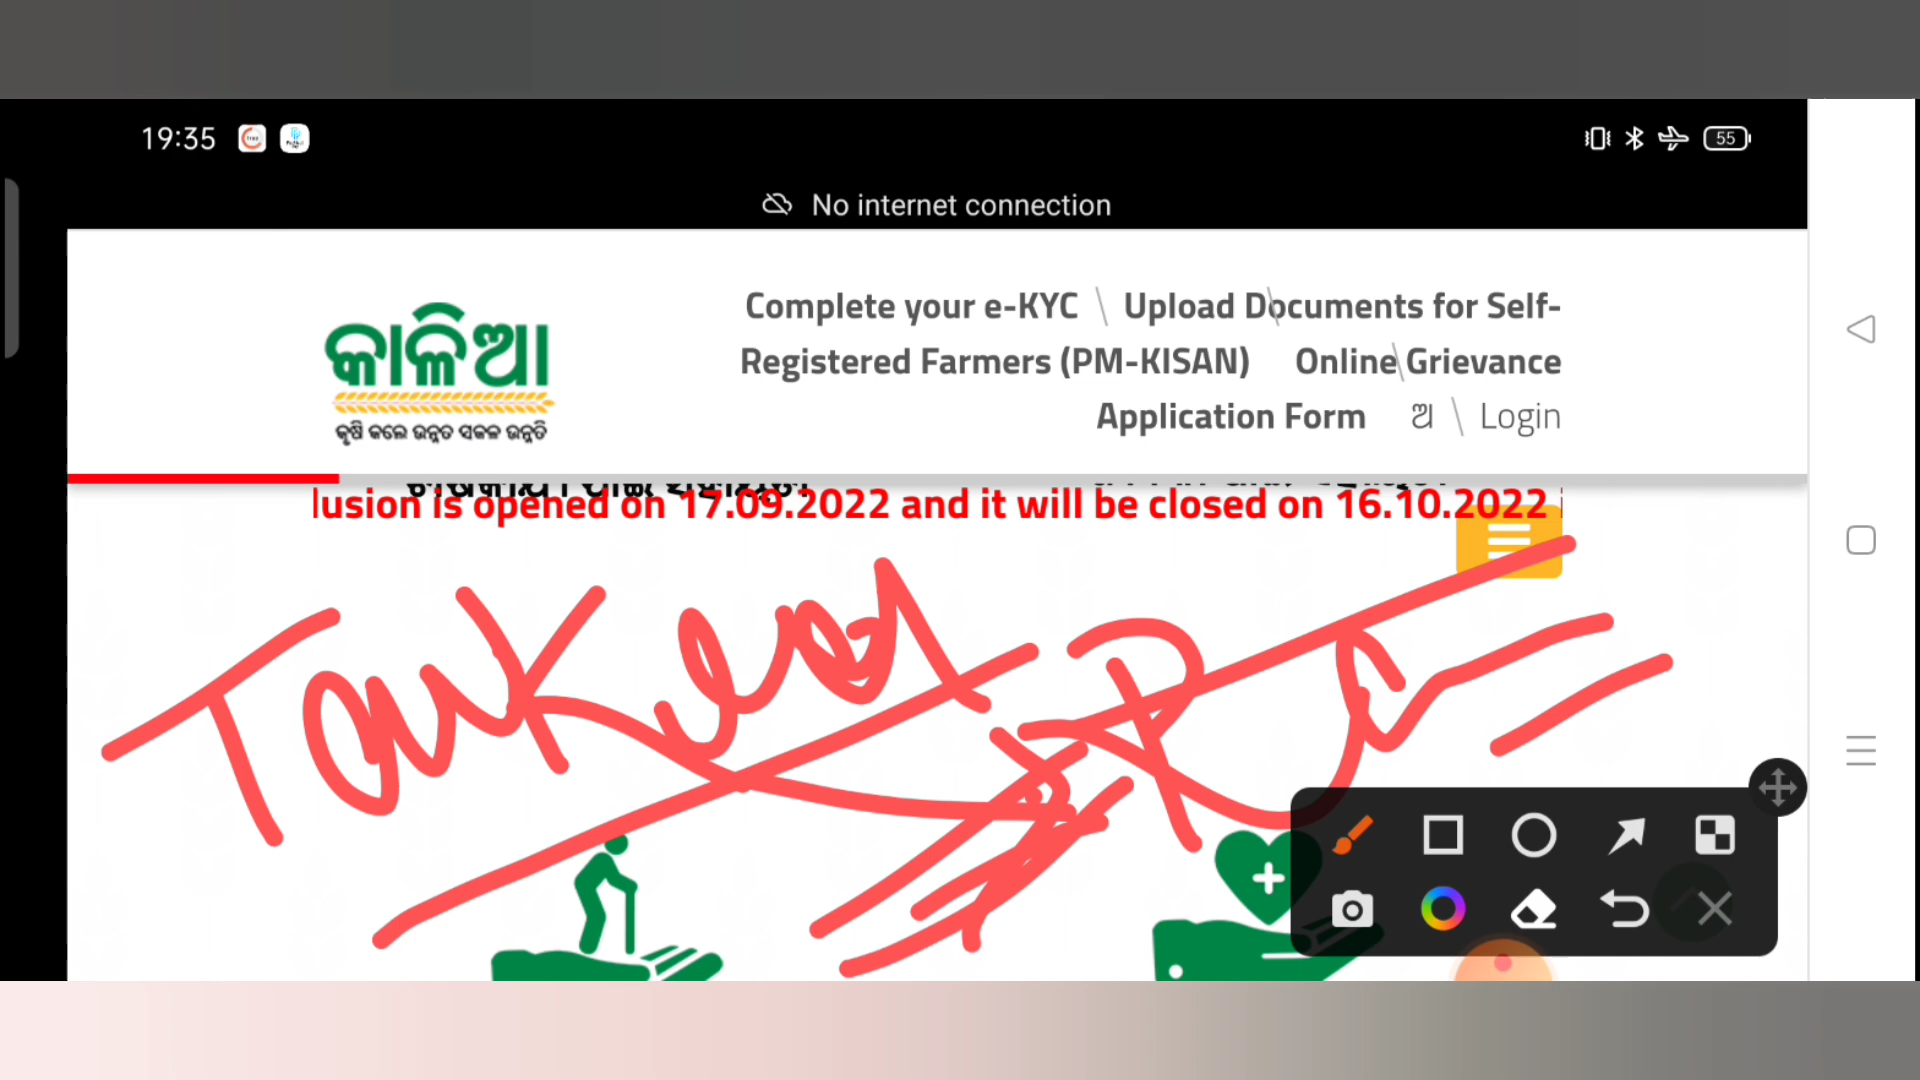 19:35
55
No internet connection
Complete your e-KYC \ Upload Documents for Self-
Registered Farmers (PM-KISAN) \ Online Grievance
Application Form \ ଅ \ Login
କାଳିଆ
କୃଷି କଲେ ଉନ୍ନତ ସକଳ ଉନ୍ନତି
lusion is opened on 17.09.2022 and it will be closed on 16.10.2022